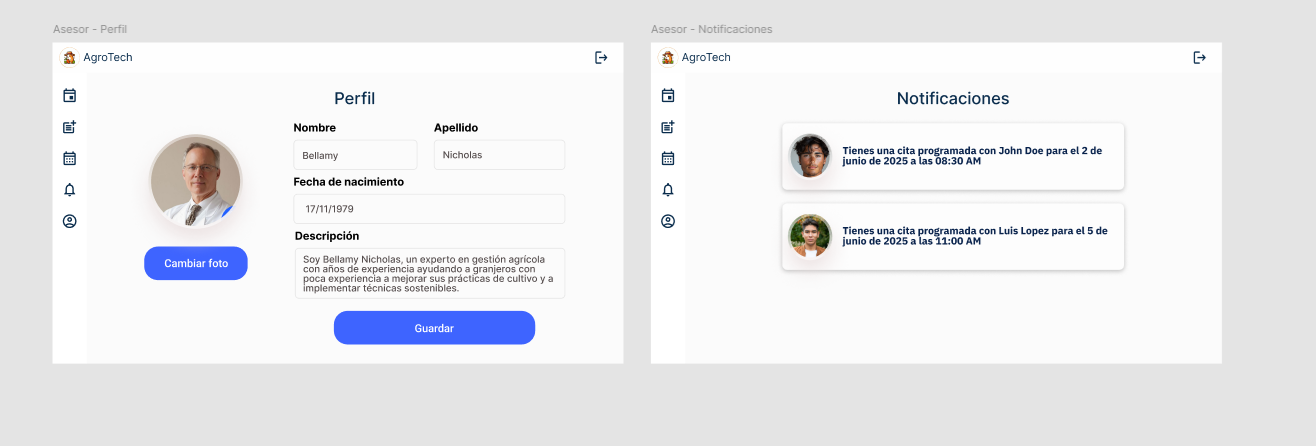 Asesor - Perfil
AgroTech
Perfil
Nombre
Apellido
Bellamy
Nicholas
Fecha de nacimiento
17/11/1979
Descripción
Soy Bellamy Nicholas, un experto en gestión agrícola
con años de experiencia ayudando a granjeros con
poca experiencia a mejorar sus prácticas de cultivo y a
implementar técnicas sostenibles.
Cambiar foto
Guardar
Asesor - Notificaciones
AgroTech
Notificaciones
Tienes una cita programada con John Doe para el 2 de
junio de 2025 a las 08:30 AM
Tienes una cita programada con Luis Lopez para el 5 de
junio de 2025 a las 11:00 AM